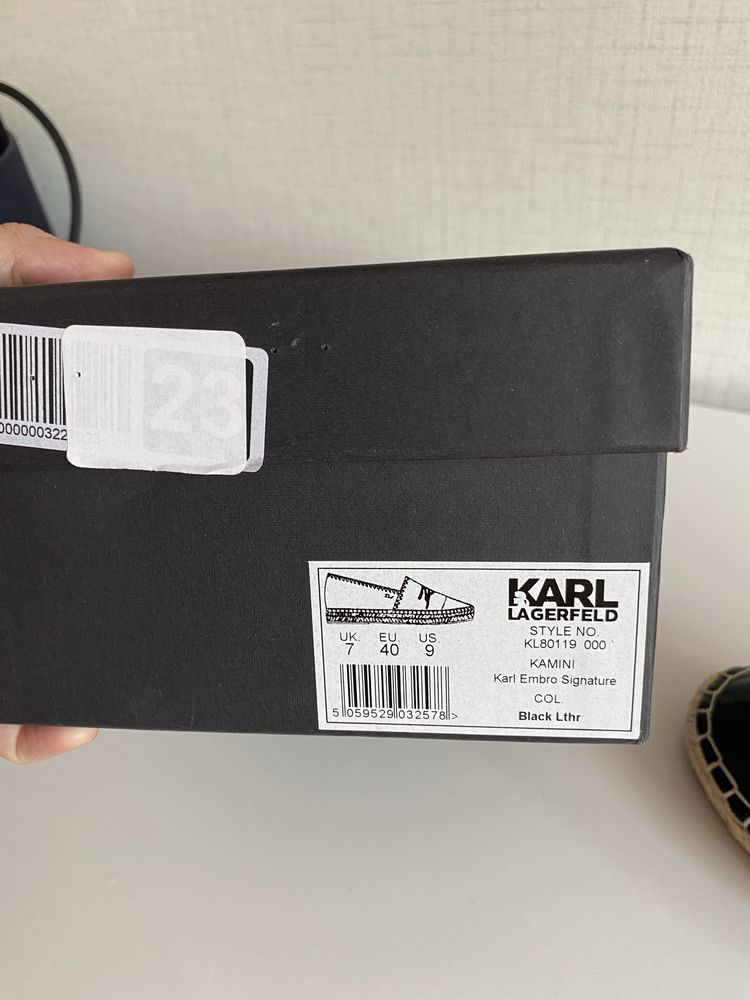 23
000000322
KARL
LAGERFELD
STYLE NO.
KL80119 000
UK. EU. US.
7 40 9
KAMINI
Karl Embro Signature
COL.
Black Lthr
5 059529 032578 >